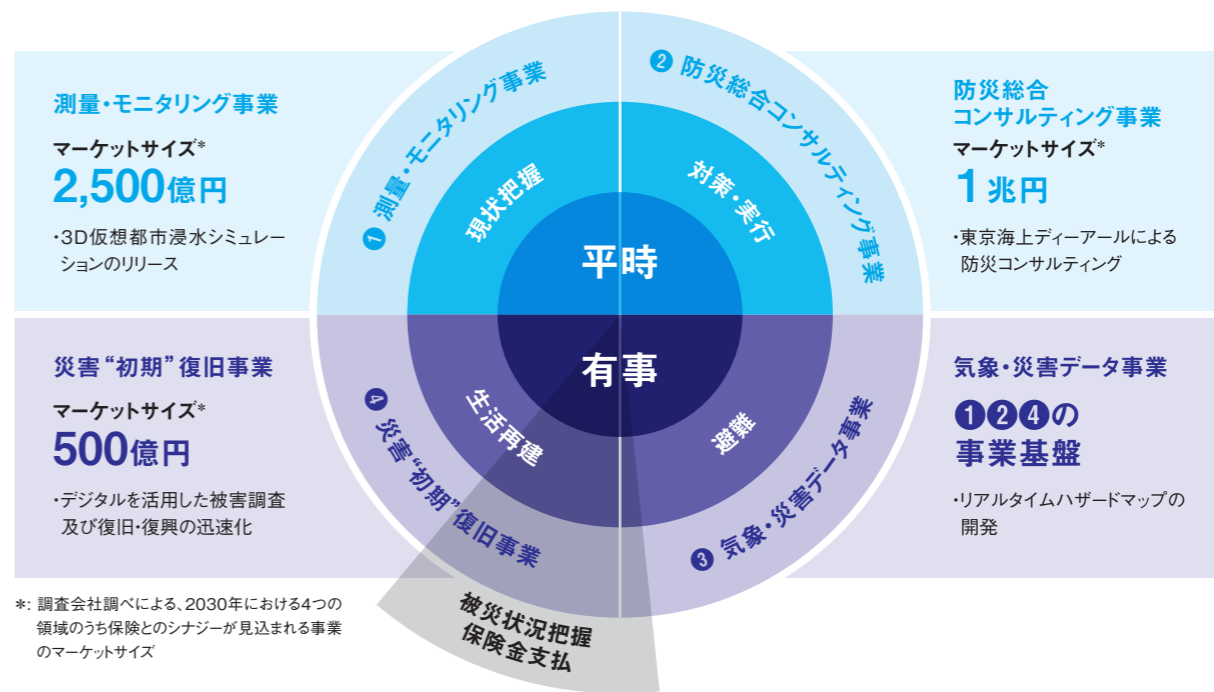 測量・モニタリング事業
マーケットサイズ*
2,500億円
・3D仮想都市浸水シミュレー
ションのリリース
防災総合
コンサルティング事業
マーケットサイズ*
1兆円
・東京海上ディーアールによる
防災コンサルティング
❶ 測量・モニタリング事業
❷ 防災総合コンサルティング事業
現状把握
対策・実行
平時
有事
生活再建
避難
❹ 災害“初期”復旧事業
❸ 気象・災害データ事業
被災状況把握
保険金支払
災害“初期”復旧事業
マーケットサイズ*
500億円
・デジタルを活用した被害調査
及び復旧・復興の迅速化
気象・災害データ事業
❶❷❹の
事業基盤
・リアルタイムハザードマップの
開発
*: 調査会社調べによる、2030年における4つの
領域のうち保険とのシナジーが見込まれる事業
のマーケットサイズ